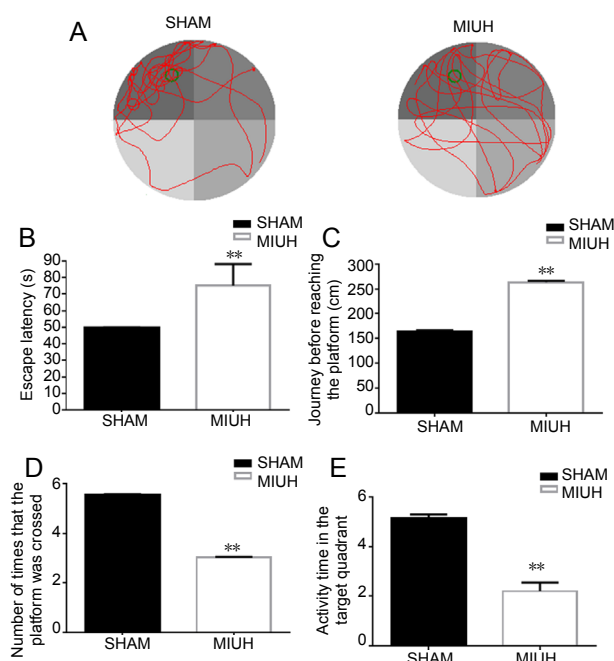 A
SHAM
MIUH
B
SHAM
MIUH
Escape latency (s)
90
80
70
60
50
40
30
20
10
0
**
SHAM
MIUH
C
SHAM
MIUH
Journey before reaching
the platform (cm)
300
250
200
150
100
50
0
**
SHAM
MIUH
D
SHAM
MIUH
Number of times that the
platform was crossed
6
4
2
0
**
SHAM
MIUH
E
SHAM
MIUH
Activity time in the
target quadrant
6
4
2
0
**
SHAM
MIUH